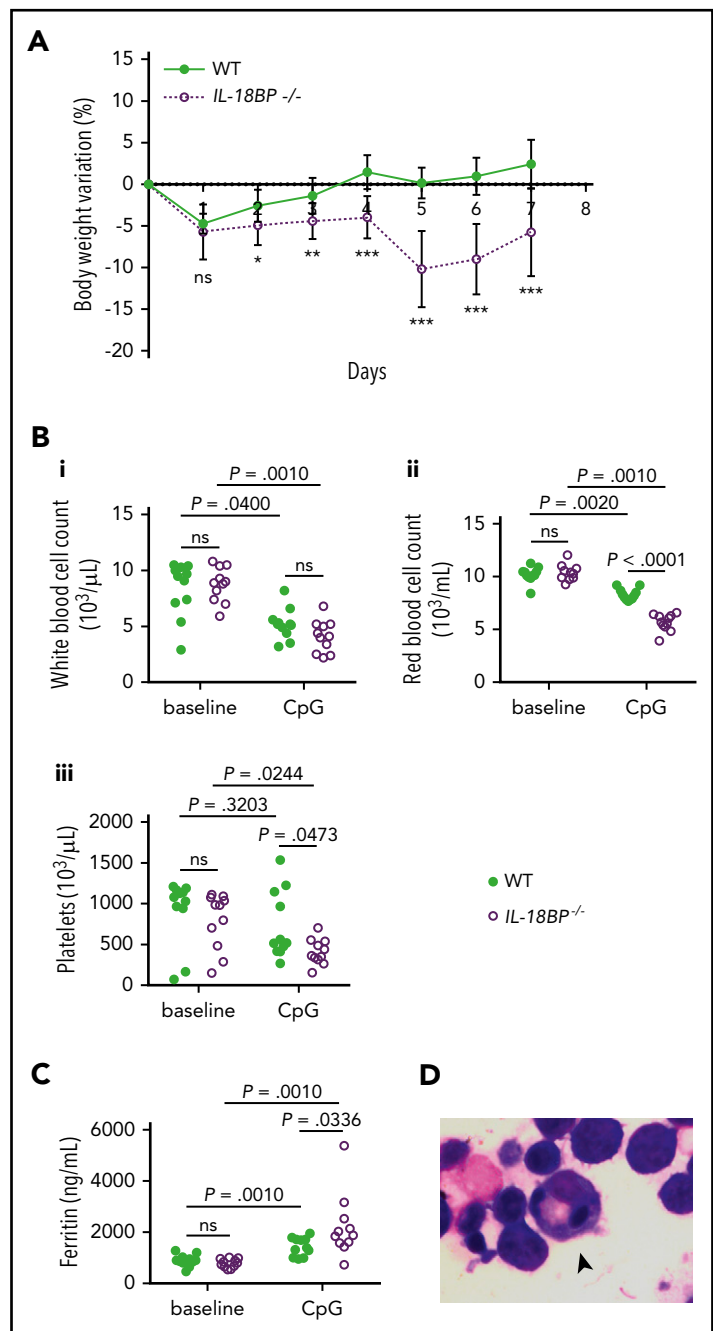 A
15
10
5
0
-5
-10
-15
-20
Body weight variation (%)
WT
IL-18BP -/-
1 2 3 4 5 6 7 8
ns * ** *** *** *** ***
Days
B
i
P = .0010
P = .0400
ns
ns
15
10
5
0
White blood cell count
(10³/μL)
baseline CpG
ii
P = .0010
P = .0020
ns
P < .0001
15
10
5
0
Red blood cell count
(10³/mL)
baseline CpG
iii
P = .0244
P = .3203
P = .0473
ns
2000
1500
1000
500
0
Platelets (10³/μL)
baseline CpG
WT
IL-18BP⁻/⁻
C
P = .0010
P = .0336
P = .0010
ns
6000
4000
2000
0
Ferritin (ng/mL)
baseline CpG
D